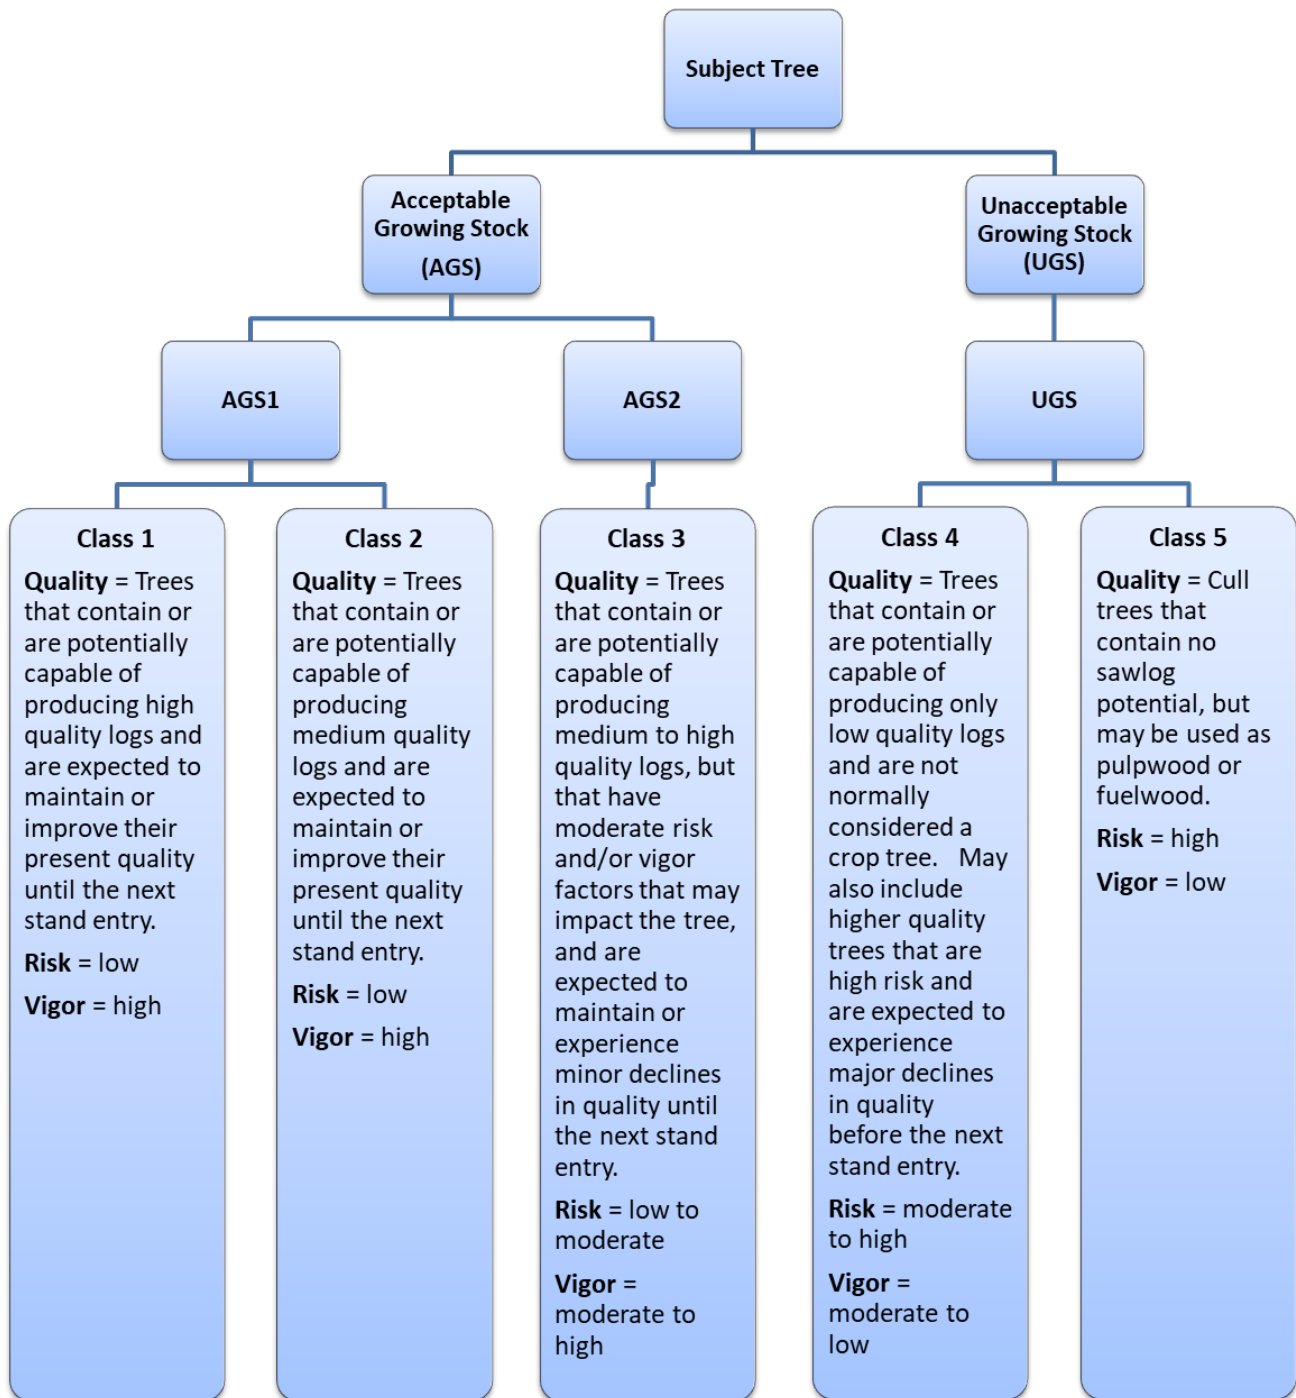 Subject Tree
Acceptable
Growing Stock
(AGS)
Unacceptable
Growing Stock
(UGS)
AGS1
AGS2
UGS
Class 1
Quality = Trees
that contain or
are potentially
capable of
producing high
quality logs and
are expected to
maintain or
improve their
present quality
until the next
stand entry.
Risk = low
Vigor = high
Class 2
Quality = Trees
that contain or
are potentially
capable of
producing
medium quality
logs and are
expected to
maintain or
improve their
present quality
until the next
stand entry.
Risk = low
Vigor = high
Class 3
Quality = Trees
that contain or
are potentially
capable of
producing
medium to high
quality logs, but
that have
moderate risk
and/or vigor
factors that may
impact the tree,
and are
expected to
maintain or
experience
minor declines
in quality until
the next stand
entry.
Risk = low to
moderate
Vigor =
moderate to
high
Class 4
Quality = Trees
that contain or
are potentially
capable of
producing only
low quality logs
and are not
normally
considered a
crop tree.   May
also include
higher quality
trees that are
high risk and
are expected to
experience
major declines
in quality
before the next
stand entry.
Risk = moderate
to high
Vigor =
moderate to
low
Class 5
Quality = Cull
trees that
contain no
sawlog
potential, but
may be used as
pulpwood or
fuelwood.
Risk = high
Vigor = low